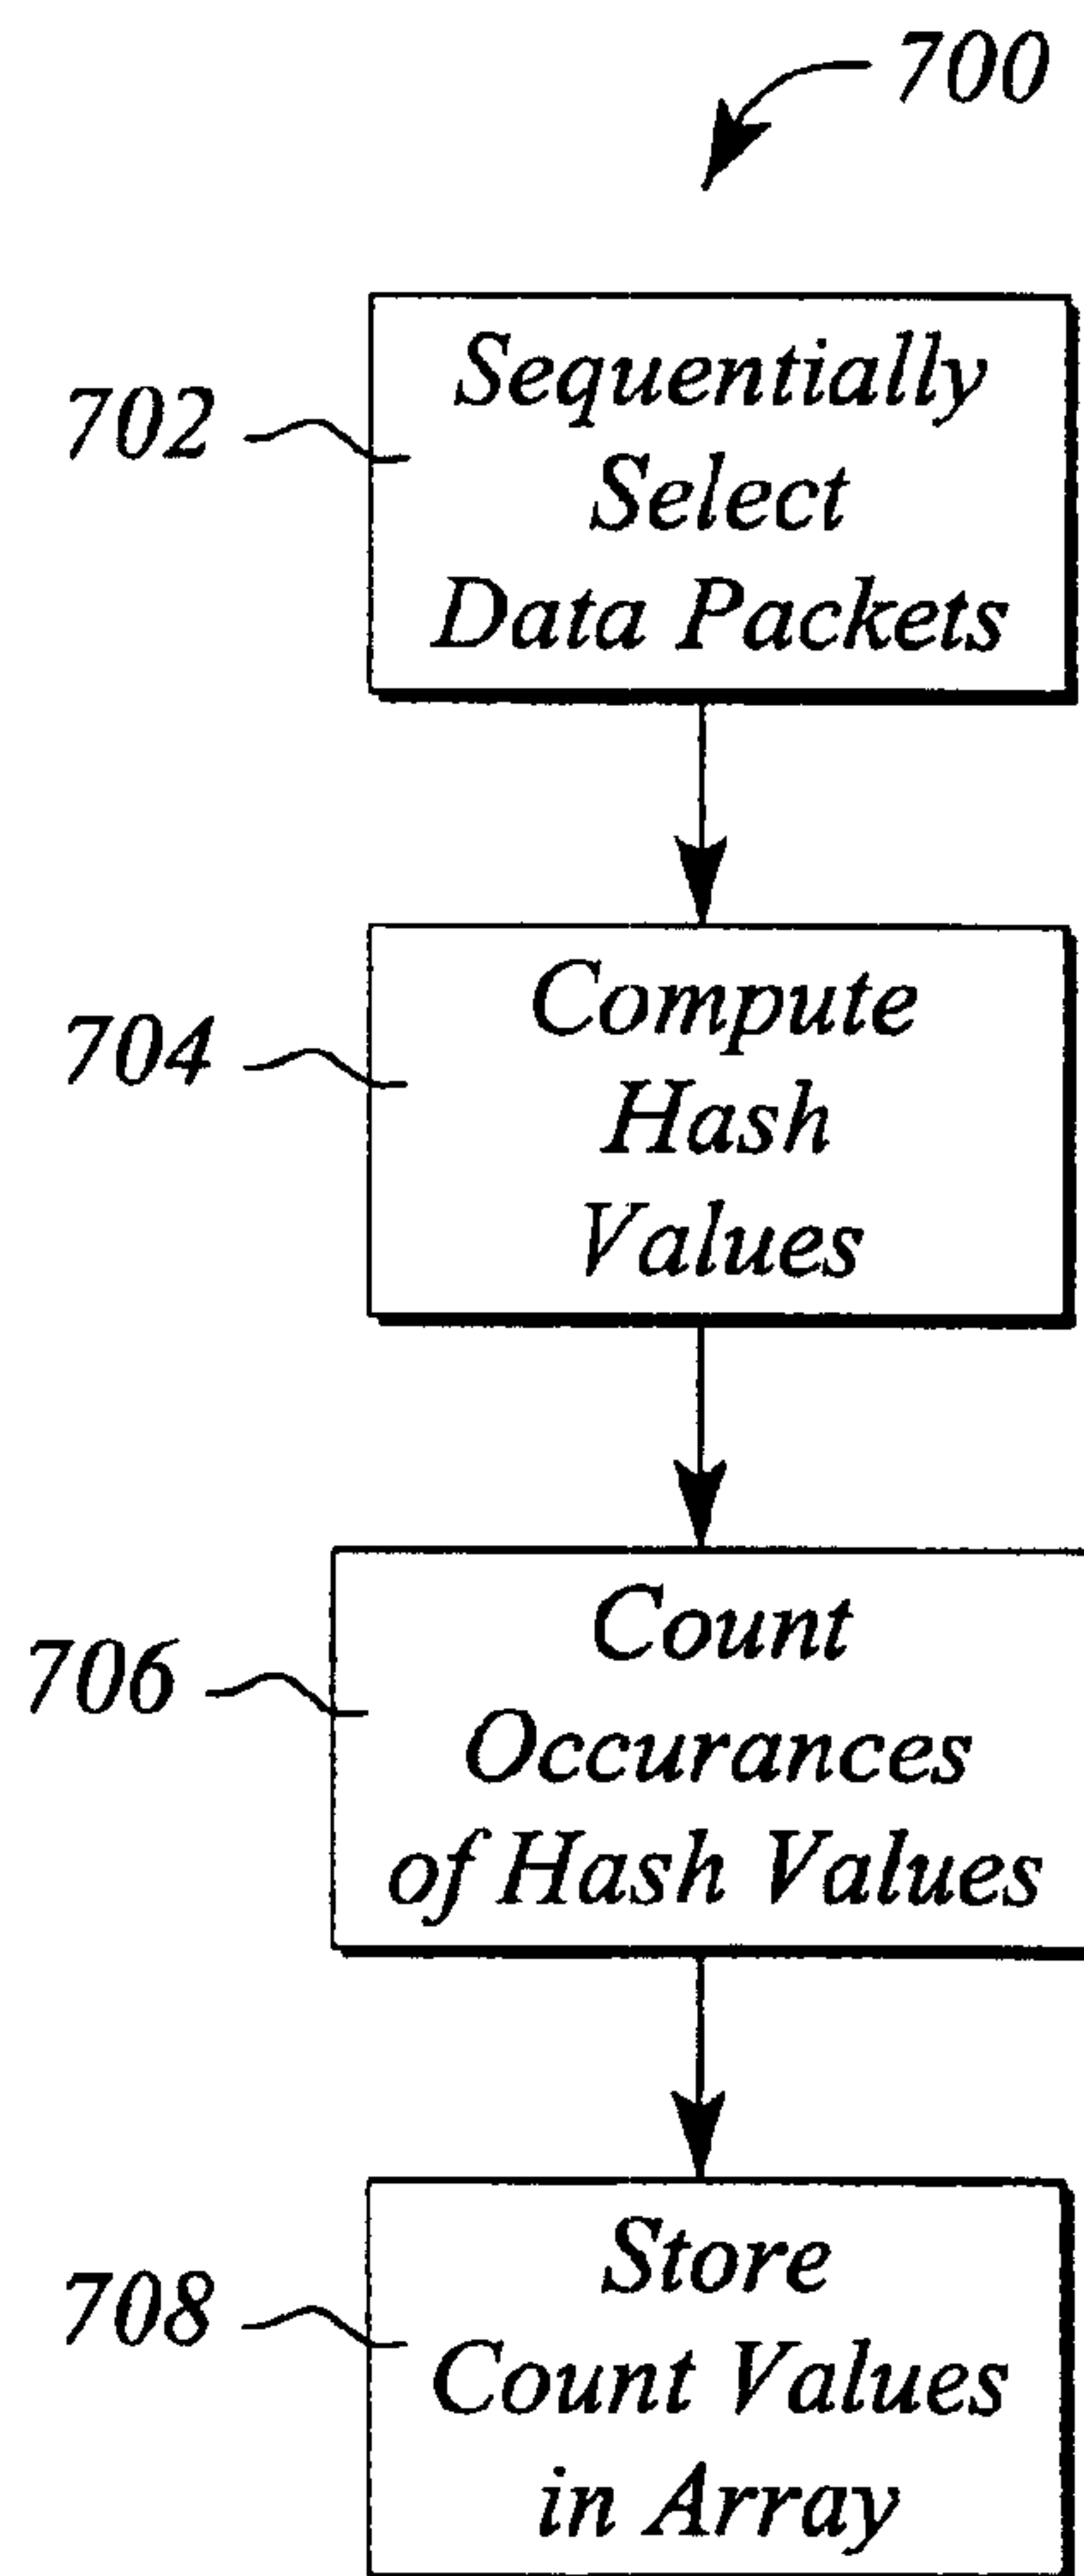 700
702
Sequentially
Select
Data Packets
704
Compute
Hash
Values
706
Count
Occurances
of Hash Values
708
Store
Count Values
in Array